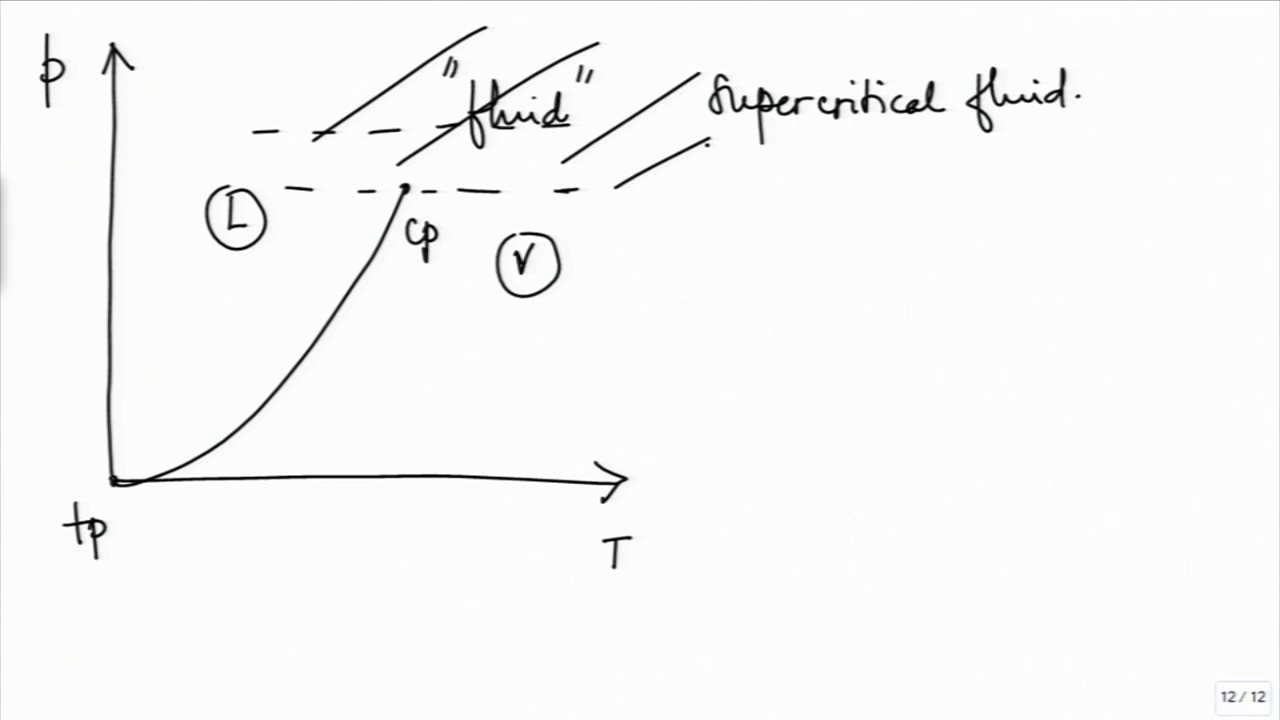 p
"fluid"
Supercritical fluid.
L
cp
V
tp
T
12 / 12